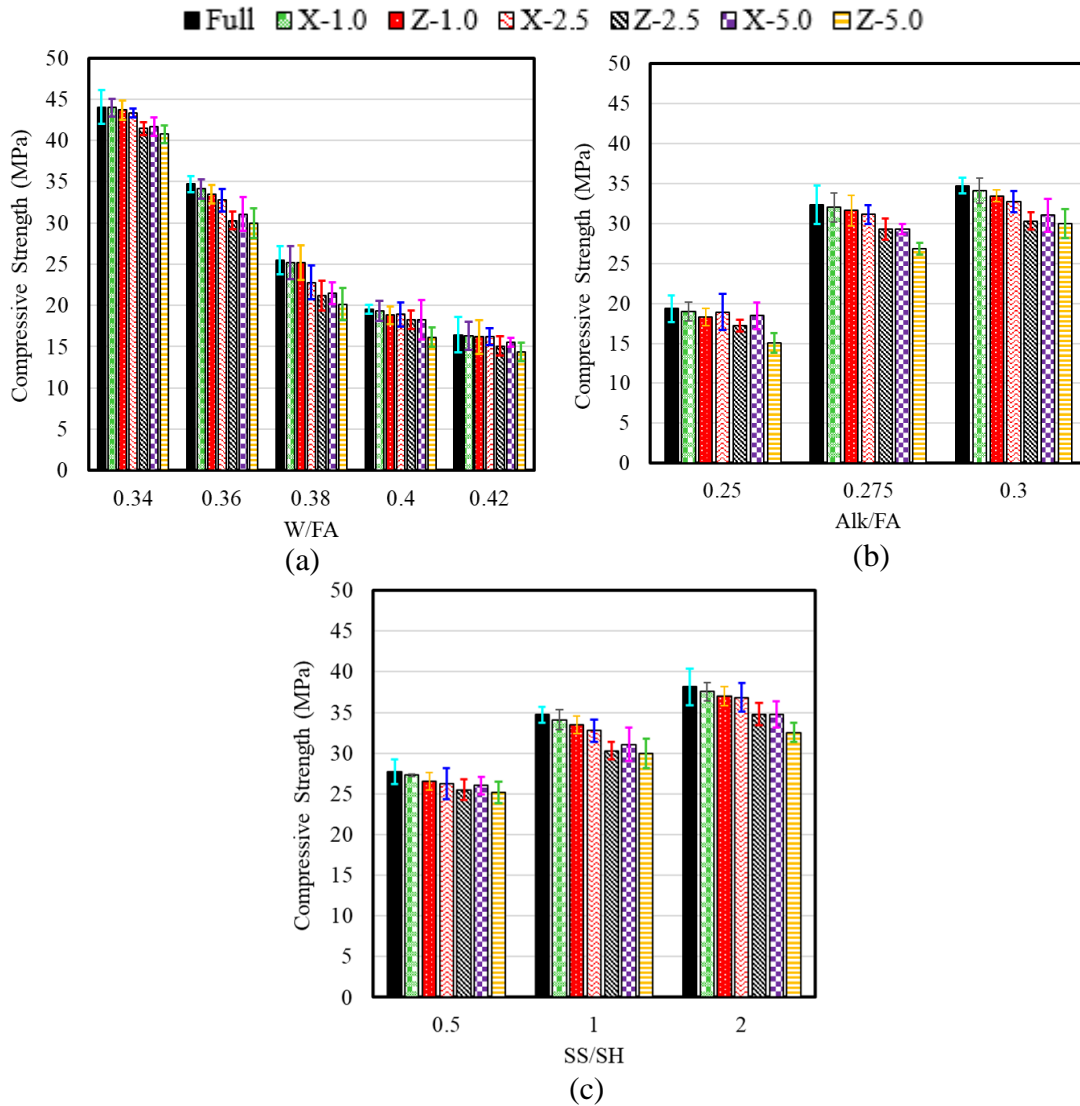 Full X-1.0 Z-1.0 X-2.5 Z-2.5 X-5.0 Z-5.0
Compressive Strength (MPa)
50
45
40
35
30
25
20
15
10
5
0
0.34 0.36 0.38 0.4 0.42
W/FA
(a)
Compressive Strength (MPa)
50
45
40
35
30
25
20
15
10
5
0
0.25 0.275 0.3
Alk/FA
(b)
Compressive Strength (MPa)
50
45
40
35
30
25
20
15
10
5
0
0.5 1 2
SS/SH
(c)